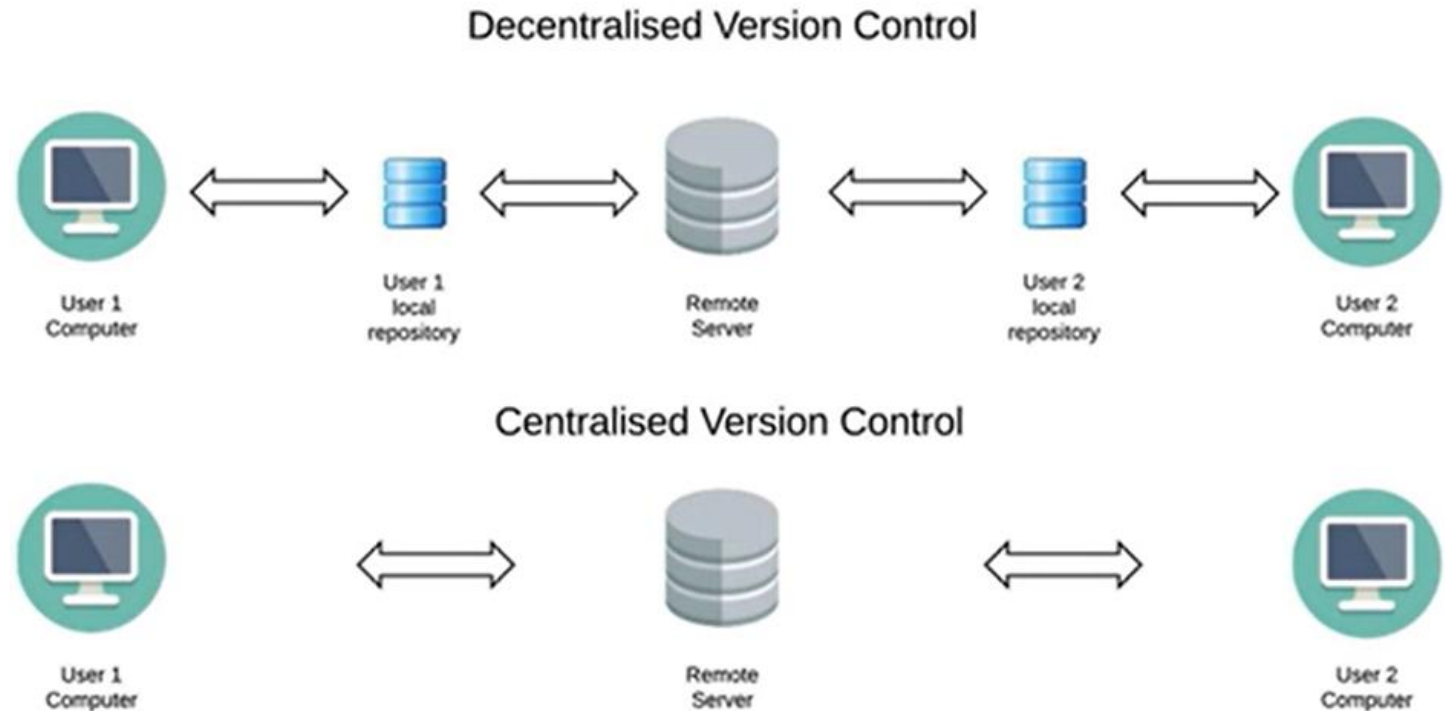 Decentralised Version Control
User 1
Computer
User 1
local
repository
Remote
Server
User 2
local
repository
User 2
Computer
Centralised Version Control
User 1
Computer
Remote
Server
User 2
Computer